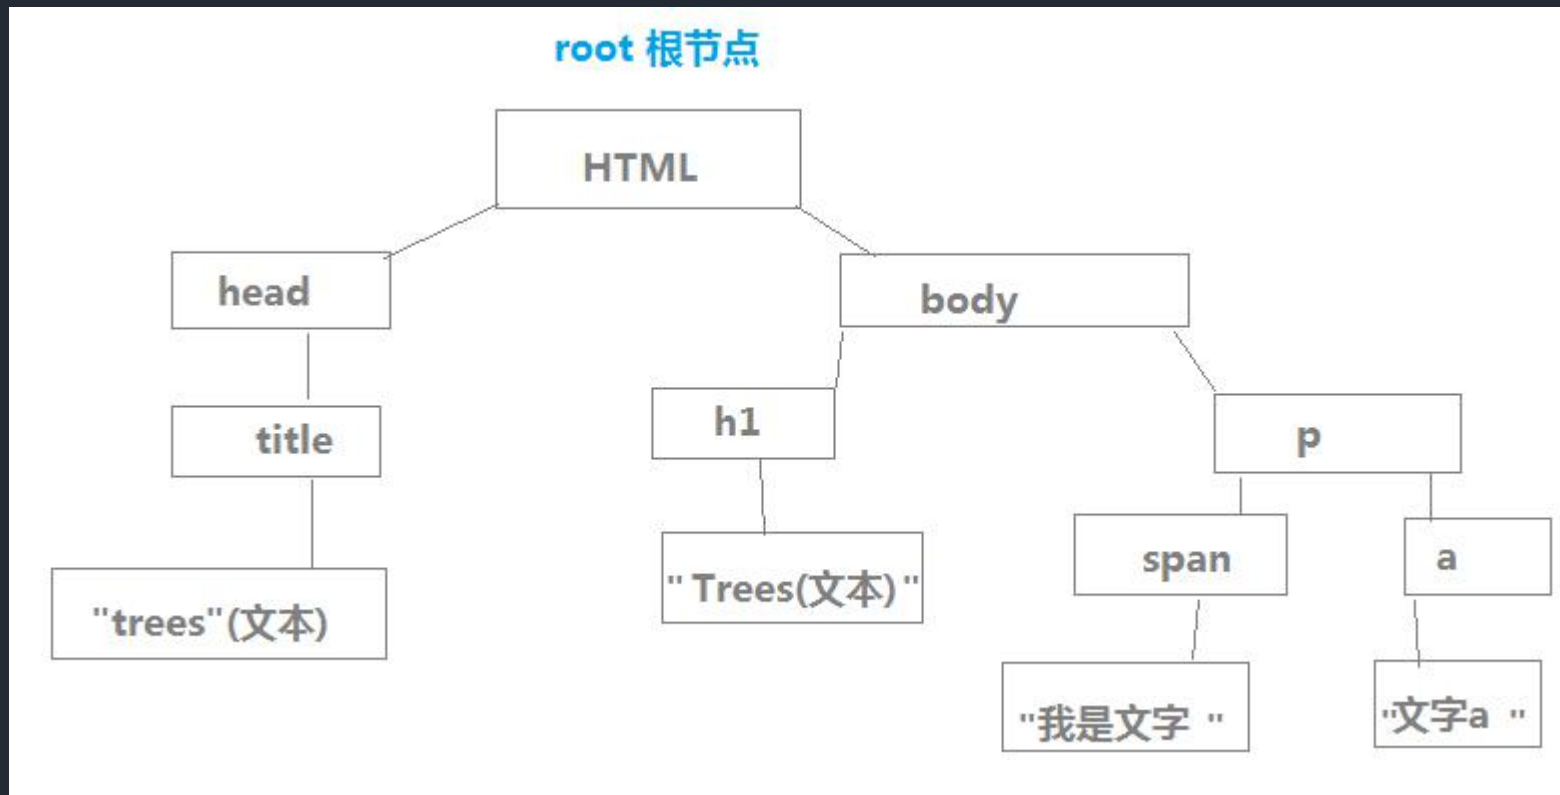 root 根节点
HTML
head
body
title
h1
p
span
a
"trees"(文本)
" Trees(文本) "
"我是文字 "
"文字a "